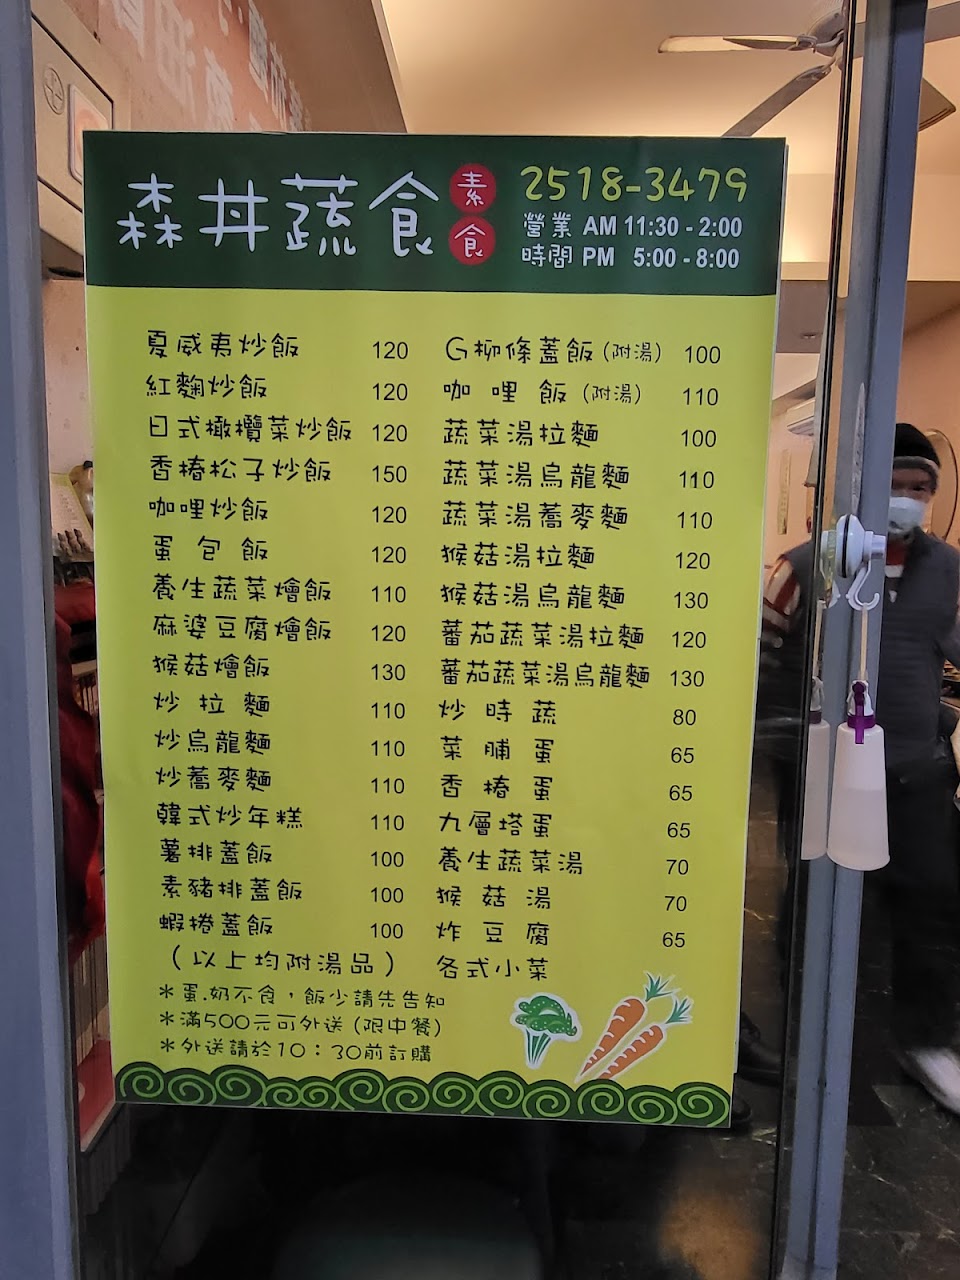 森丼蔬食 素食
2518-3479
營業 AM 11:30 - 2:00
時間 PM 5:00 - 8:00
夏威夷炒飯 120
紅麴炒飯 120
日式橄欖菜炒飯 120
香椿松子炒飯 150
咖哩炒飯 120
蛋包飯 120
養生蔬菜燴飯 110
麻婆豆腐燴飯 120
猴菇燴飯 130
炒拉麵 110
炒烏龍麵 110
炒蕎麥麵 110
韓式炒年糕 110
薯排蓋飯 100
素豬排蓋飯 100
蝦捲蓋飯 100
(以上均附湯品)
G柳條蓋飯(附湯) 100
咖哩飯(附湯) 110
蔬菜湯拉麵 100
蔬菜湯烏龍麵 110
蔬菜湯蕎麥麵 110
猴菇湯拉麵 120
猴菇湯烏龍麵 130
蕃茄蔬菜湯拉麵 120
蕃茄蔬菜湯烏龍麵 130
炒時蔬 80
菜脯蛋 65
香椿蛋 65
九層塔蛋 65
養生蔬菜湯 70
猴菇湯 70
炸豆腐 65
各式小菜
*蛋.奶不食，飯少請先告知
*滿500元可外送(限中餐)
*外送請於10：30前訂購